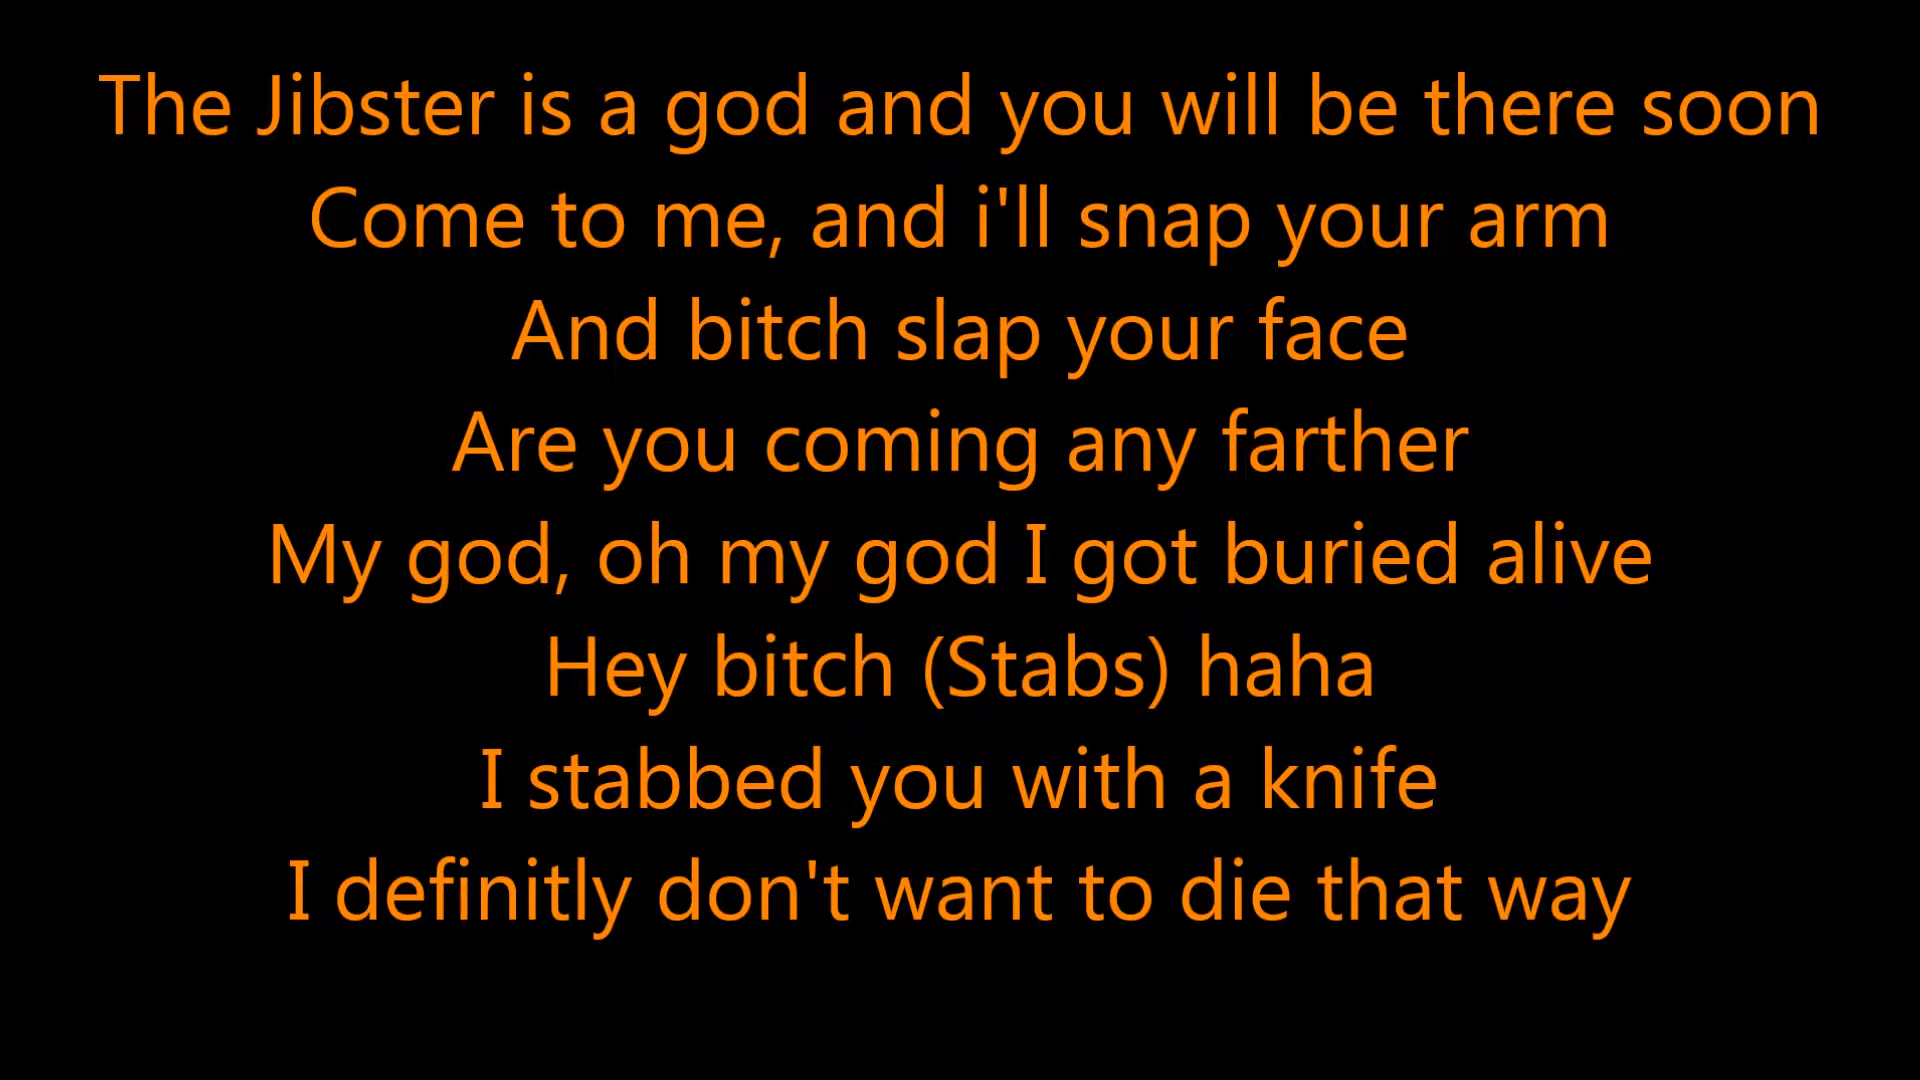 The Jibster is a god and you will be there soon
Come to me, and i'll snap your arm
And bitch slap your face
Are you coming any farther
My god, oh my god I got buried alive
Hey bitch (Stabs) haha
I stabbed you with a knife
I definitly don't want to die that way